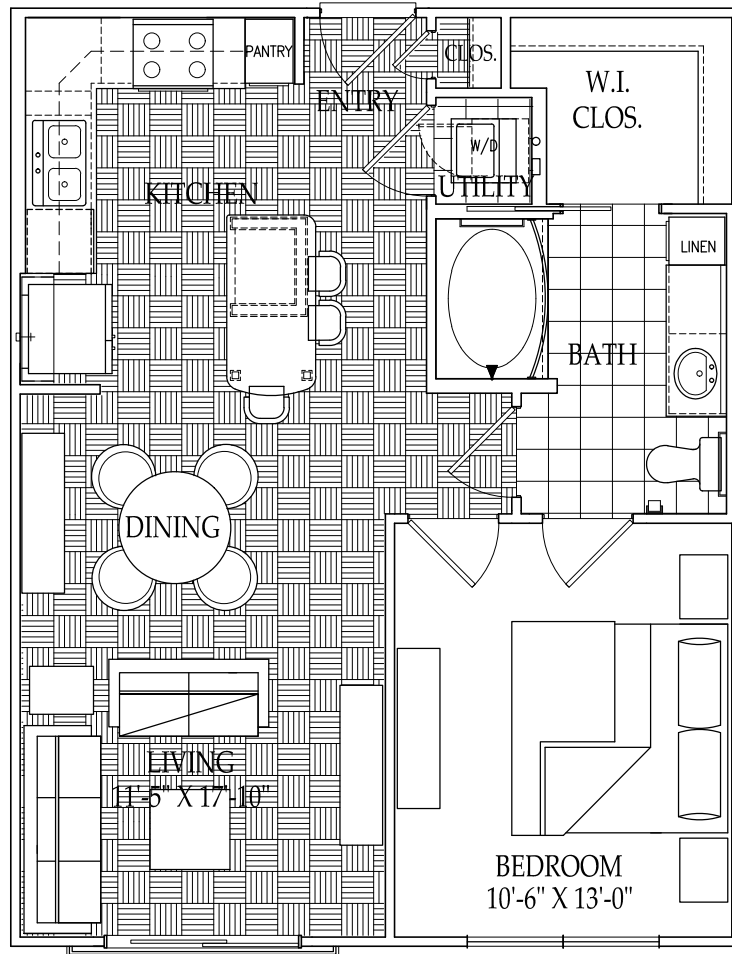 PANTRY
CLOS.
ENTRY
W.I.
CLOS.
W/D
UTILITY
KITCHEN
LINEN
BATH
DINING
LIVING
11'-5" X 17'-10"
BEDROOM
10'-6" X 13'-0"